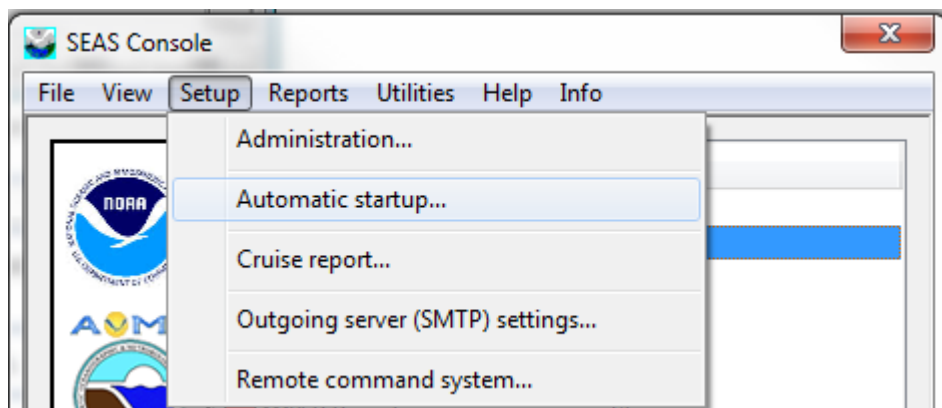 SEAS Console
File View Setup Reports Utilities Help Info
Administration...
Automatic startup...
Cruise report...
Outgoing server (SMTP) settings...
Remote command system...
NOAA